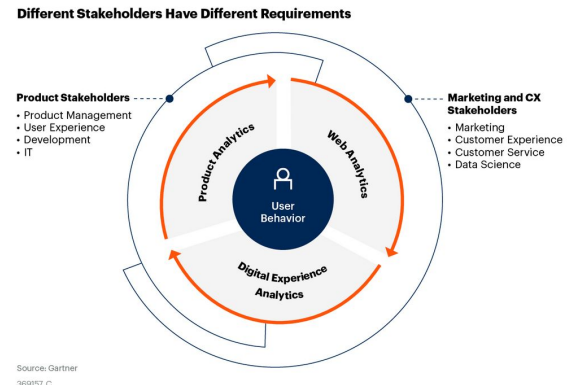 Different Stakeholders Have Different Requirements
Product Stakeholders
• Product Management
• User Experience
• Development
• IT
Marketing and CX
Stakeholders
• Marketing
• Customer Experience
• Customer Service
• Data Science
Product Analytics
Web Analytics
User
Behavior
Digital Experience
Analytics
Source: Gartner
369157_C